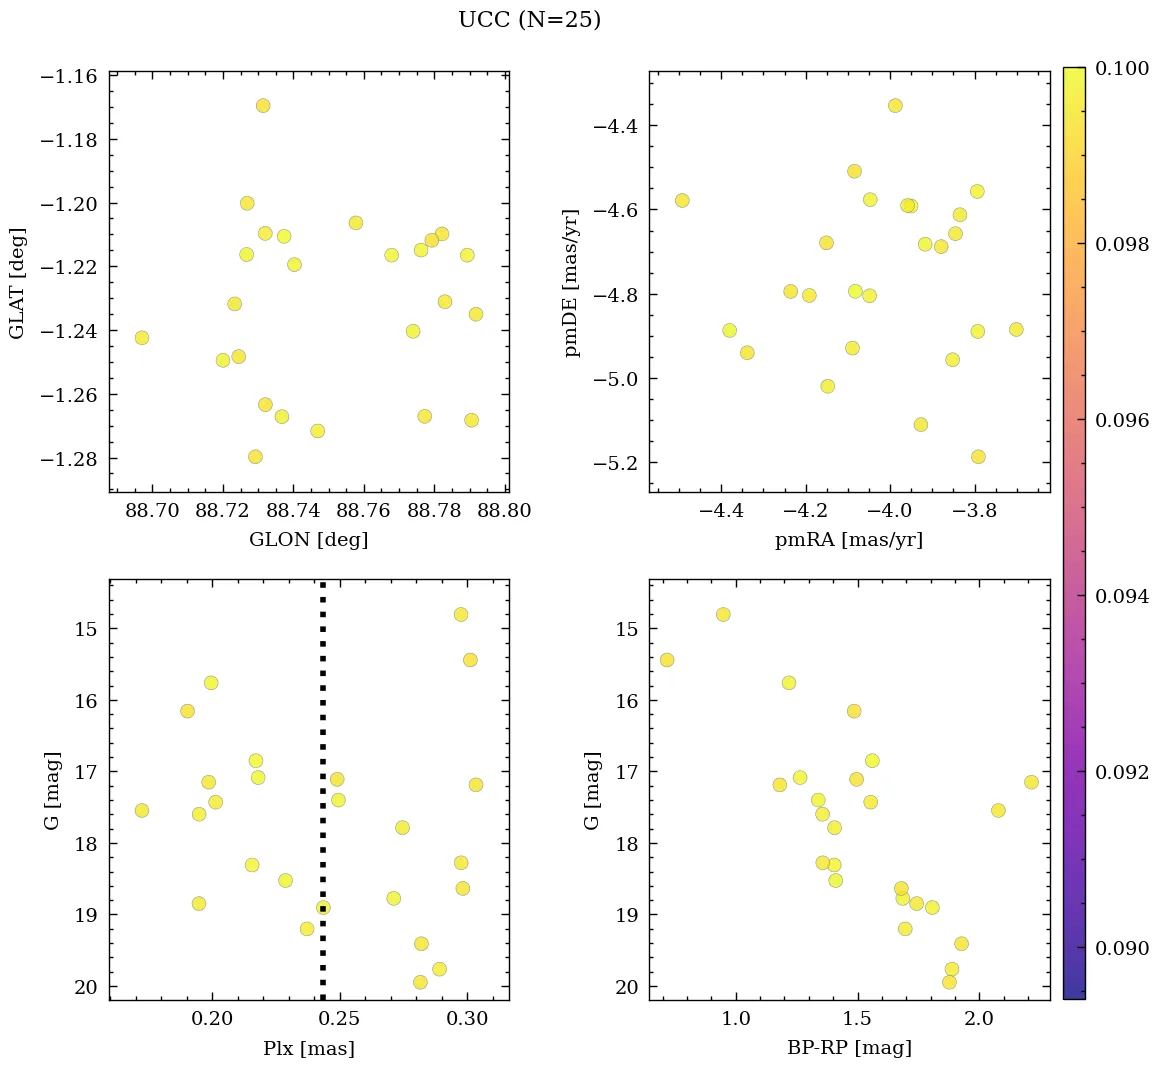 UCC (N=25)
−1.16
−1.18
−1.20
−1.22
−1.24
−1.26
−1.28
GLAT [deg]
88.70 88.72 88.74 88.76 88.78 88.80
GLON [deg]
−4.4
−4.6
−4.8
−5.0
−5.2
pmDE [mas/yr]
−4.4 −4.2 −4.0 −3.8
pmRA [mas/yr]
15
16
17
18
19
20
G [mag]
0.20 0.25 0.30
Plx [mas]
15
16
17
18
19
20
G [mag]
1.0 1.5 2.0
BP-RP [mag]
0.100
0.098
0.096
0.094
0.092
0.090